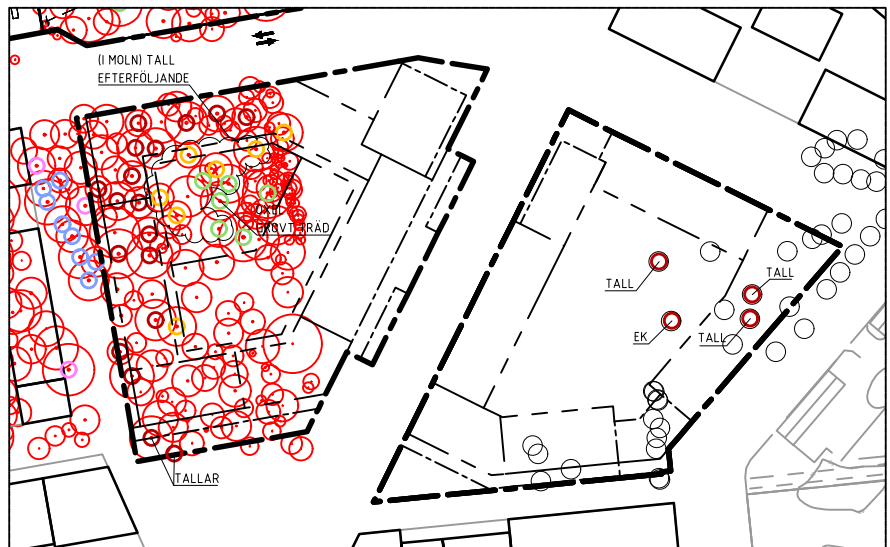 (I MOLN) TALL
EFTERFÖLJANDE
GROVT TRÄD
TALL
TALL
EK
TALL
TALLAR